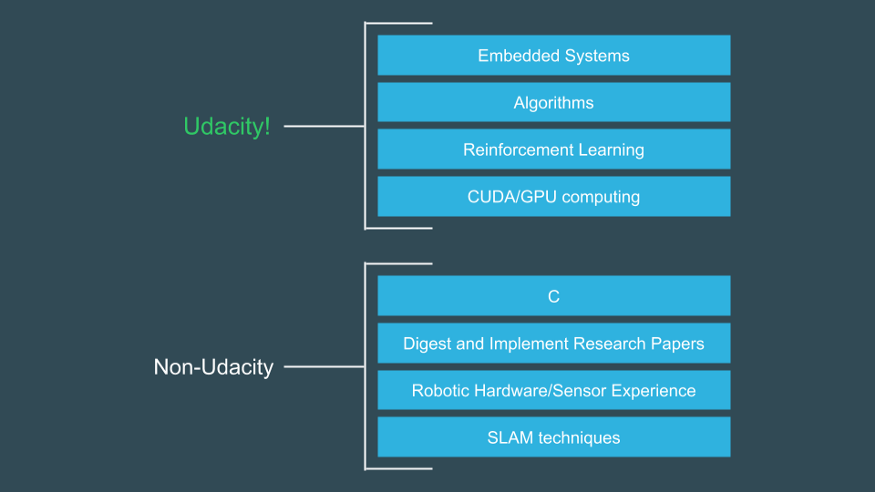 Udacity!
Embedded Systems
Algorithms
Reinforcement Learning
CUDA/GPU computing
Non-Udacity
C
Digest and Implement Research Papers
Robotic Hardware/Sensor Experience
SLAM techniques